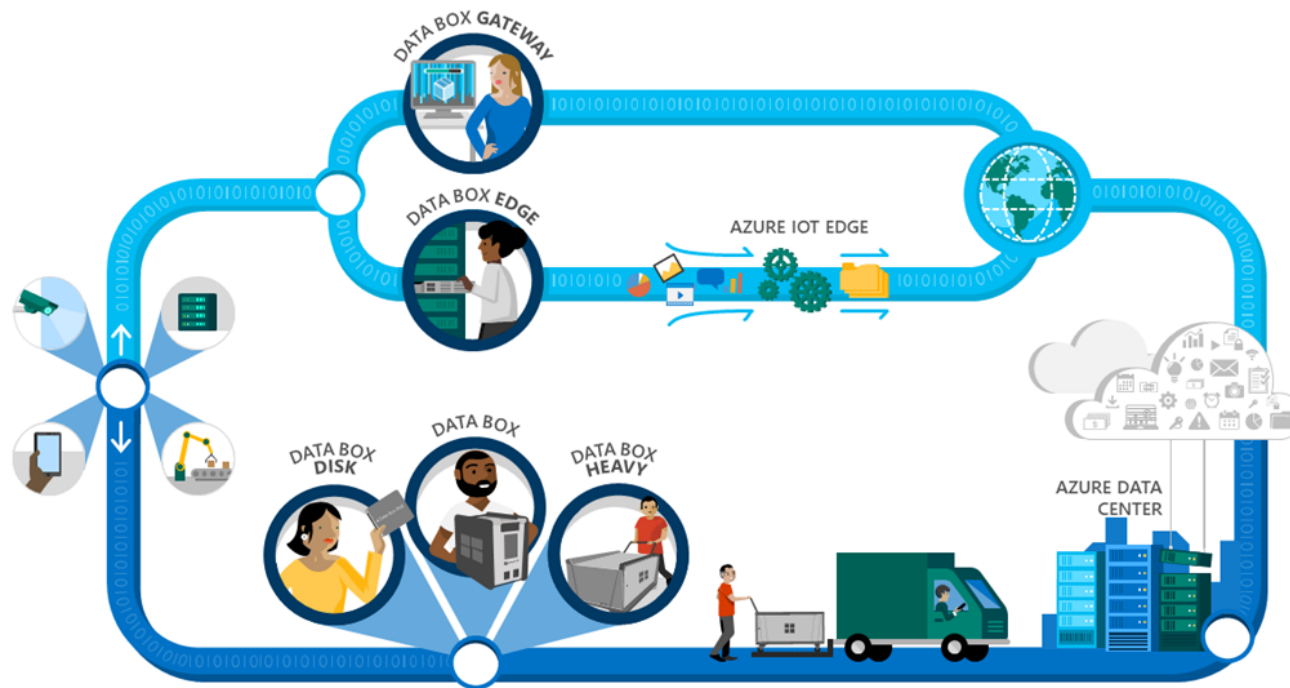 DATA BOX GATEWAY
DATA BOX EDGE
AZURE IOT EDGE
DATA BOX
DISK
DATA BOX
DATA BOX
HEAVY
AZURE DATA
CENTER